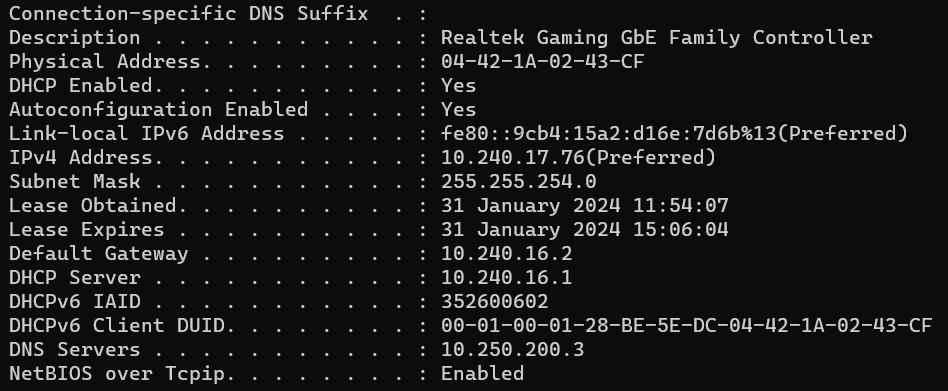 Connection-specific DNS Suffix  . :
Description . . . . . . . . . . . : Realtek Gaming GbE Family Controller
Physical Address. . . . . . . . . : 04-42-1A-02-43-CF
DHCP Enabled. . . . . . . . . . . : Yes
Autoconfiguration Enabled . . . . : Yes
Link-local IPv6 Address . . . . . : fe80::9cb4:15a2:d16e:7d6b%13(Preferred)
IPv4 Address. . . . . . . . . . . : 10.240.17.76(Preferred)
Subnet Mask . . . . . . . . . . . : 255.255.254.0
Lease Obtained. . . . . . . . . . : 31 January 2024 11:54:07
Lease Expires . . . . . . . . . . : 31 January 2024 15:06:04
Default Gateway . . . . . . . . . : 10.240.16.2
DHCP Server . . . . . . . . . . . : 10.240.16.1
DHCPv6 IAID . . . . . . . . . . . : 352600602
DHCPv6 Client DUID. . . . . . . . : 00-01-00-01-28-BE-5E-DC-04-42-1A-02-43-CF
DNS Servers . . . . . . . . . . . : 10.250.200.3
NetBIOS over Tcpip. . . . . . . . : Enabled